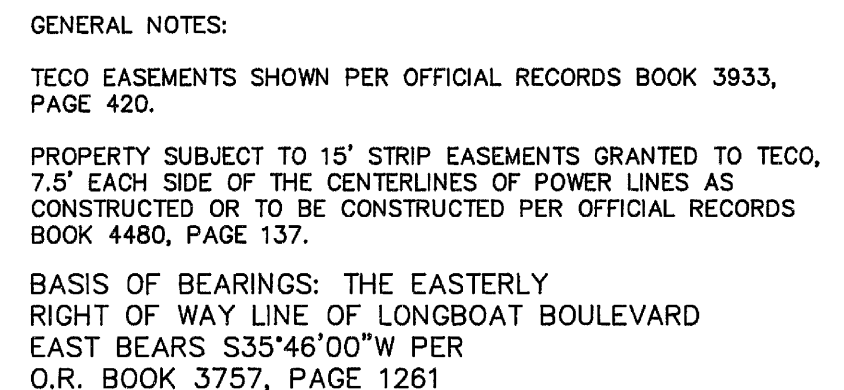 GENERAL NOTES:
TECO EASEMENTS SHOWN PER OFFICIAL RECORDS BOOK 3933,
PAGE 420.
PROPERTY SUBJECT TO 15' STRIP EASEMENTS GRANTED TO TECO,
7.5' EACH SIDE OF THE CENTERLINES OF POWER LINES AS
CONSTRUCTED OR TO BE CONSTRUCTED PER OFFICIAL RECORDS
BOOK 4480, PAGE 137.
BASIS OF BEARINGS: THE EASTERLY
RIGHT OF WAY LINE OF LONGBOAT BOULEVARD
EAST BEARS S35°46'00"W PER
O.R. BOOK 3757, PAGE 1261